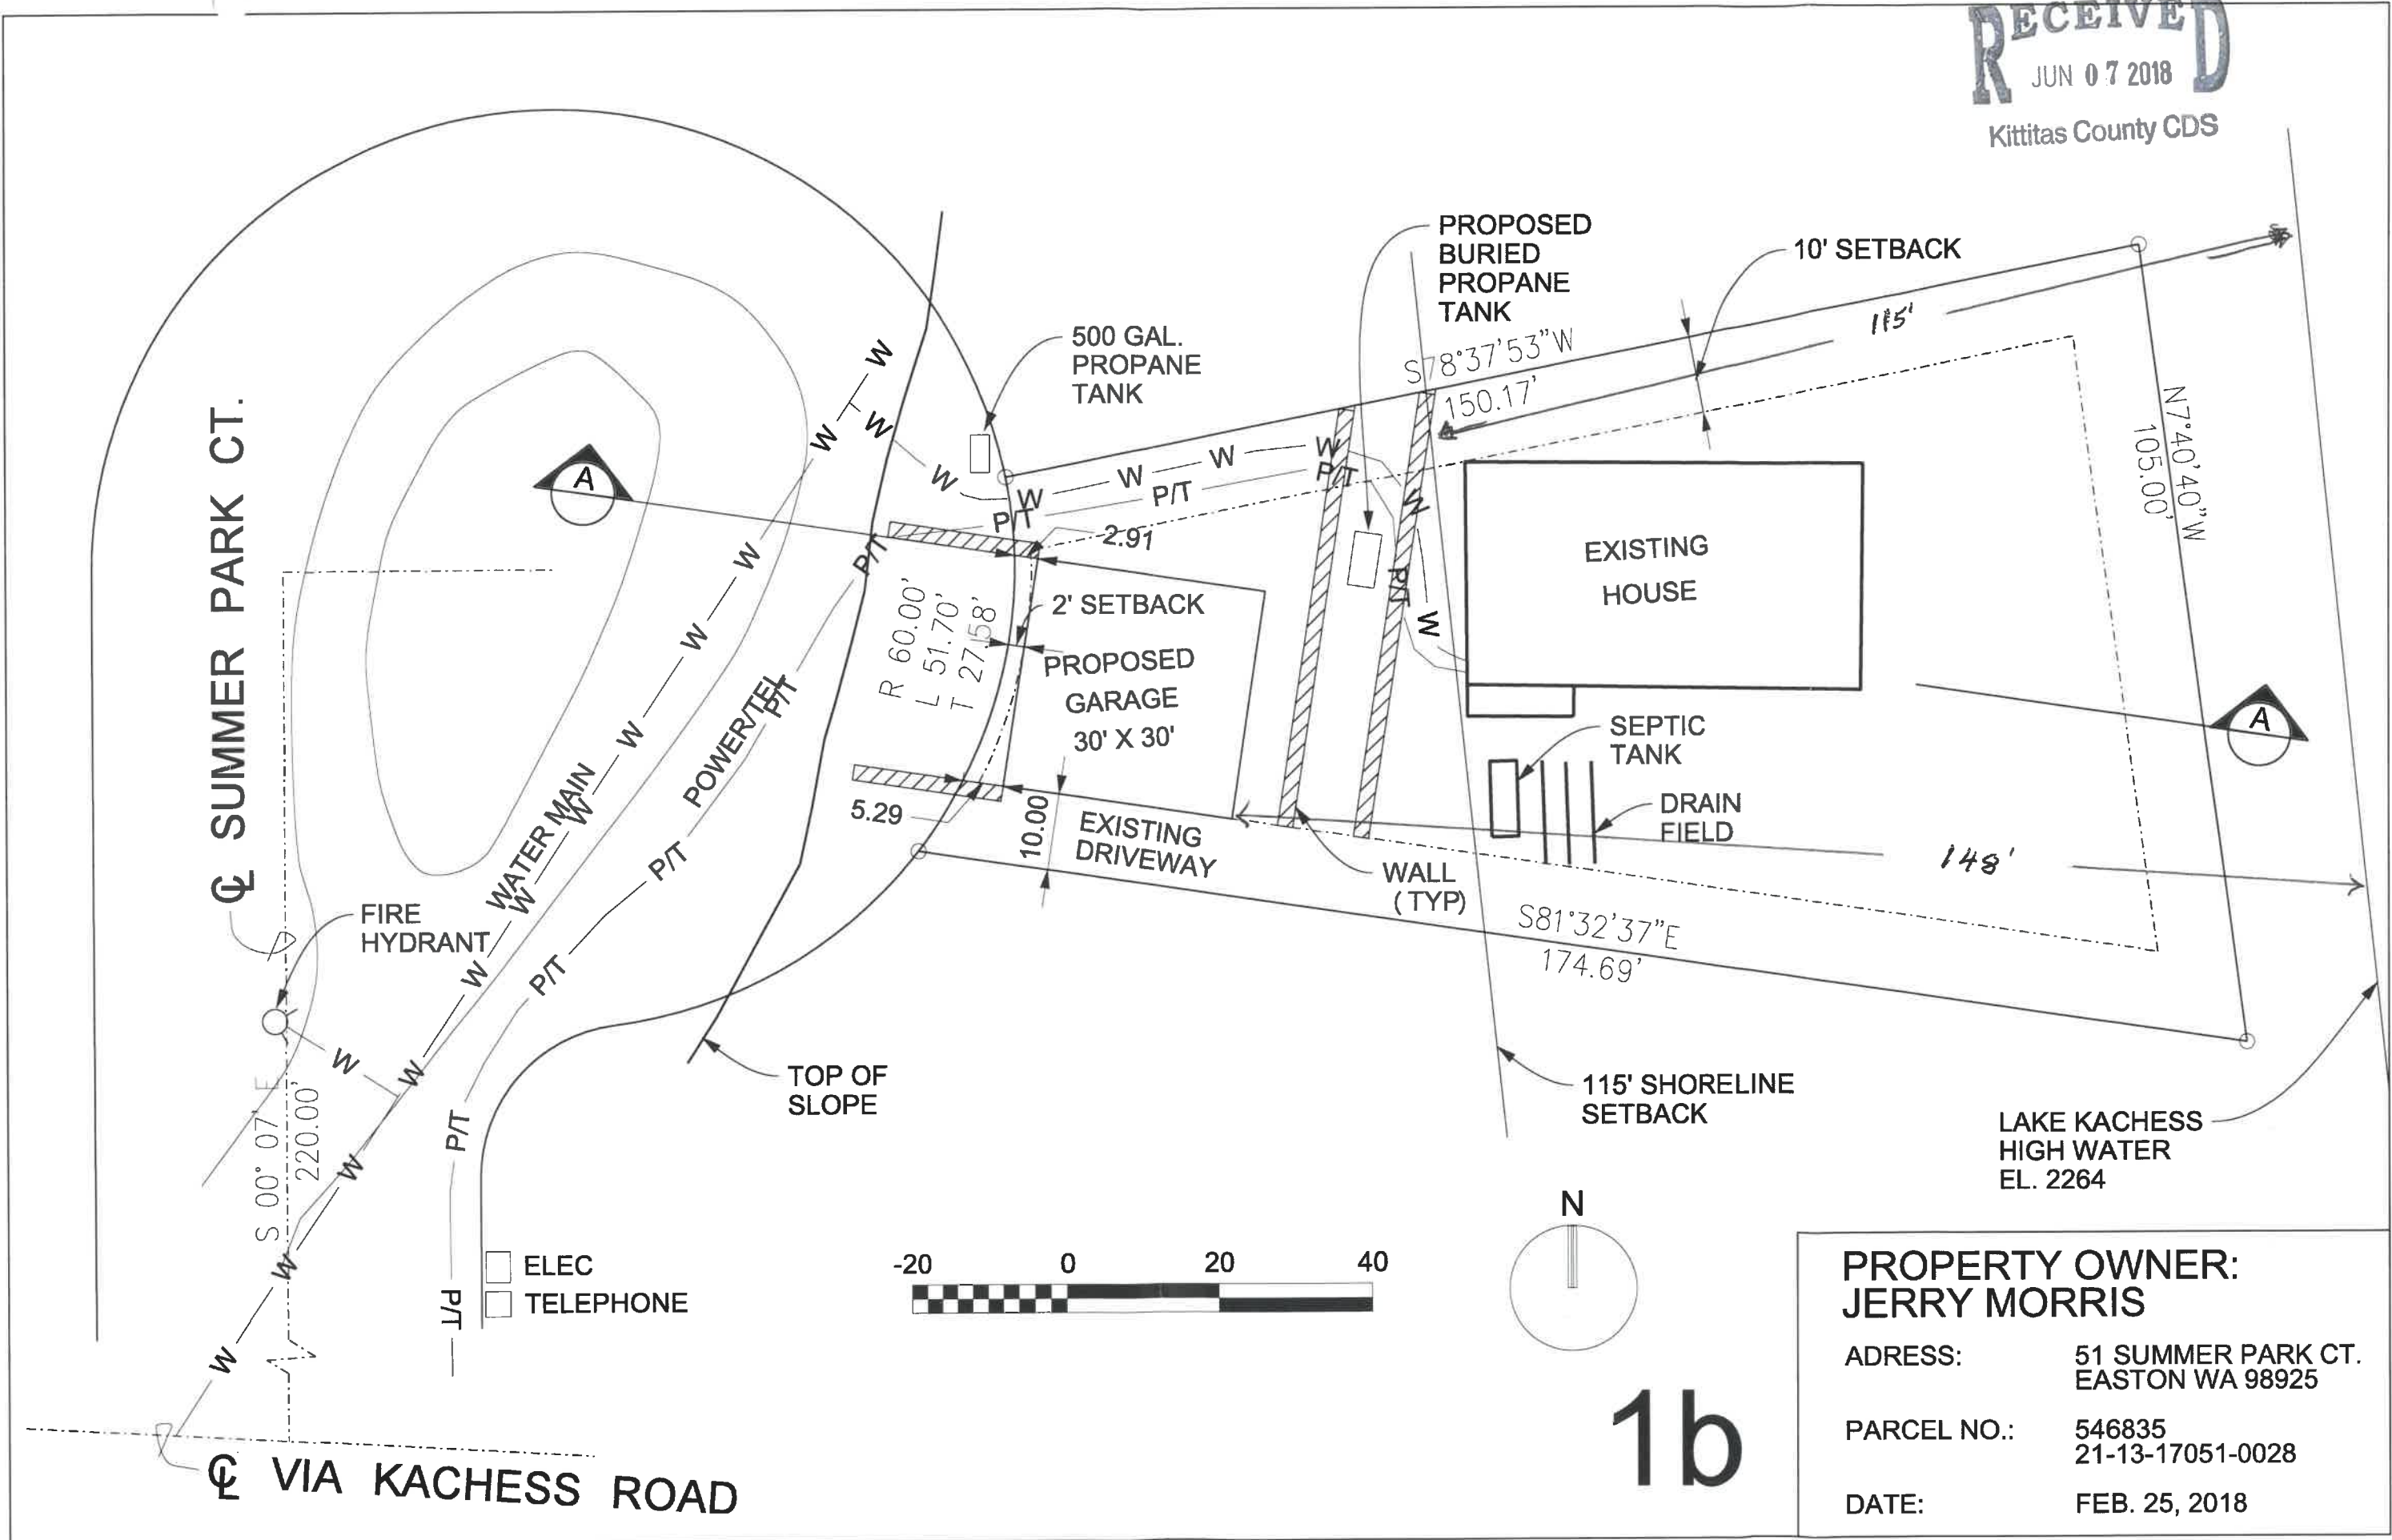 RECEIVED
JUN 07 2018
Kittitas County CDS
PROPOSED
BURIED
PROPANE
TANK
10' SETBACK
115'
500 GAL.
PROPANE
TANK
S78°37'53"W
150.17'
N7°40'40"W
105.00'
℄ SUMMER PARK CT.
A
W
W
W
W
W
W
W
W
W
P/T
P/T
P/T
W
P/T
W
P/T
2.91
EXISTING
HOUSE
R 60.00'
L 51.70'
T 27.58'
2' SETBACK
PROPOSED
GARAGE
30' X 30'
W
W
W
W
POWER/TEL
P/T
SEPTIC
TANK
A
5.29
10.00
EXISTING
DRIVEWAY
DRAIN
FIELD
148'
WATER MAIN
W
W
P/T
WALL
(TYP)
S81°32'37"E
174.69'
FIRE
HYDRANT
W
P/T
TOP OF
SLOPE
115' SHORELINE
SETBACK
LAKE KACHESS
HIGH WATER
EL. 2264
W
W
W
P/T
S 00° 07' E
220.00'
W
W
P/T
ELEC
TELEPHONE
-20 0 20 40
N
℄ VIA KACHESS ROAD
1b
PROPERTY OWNER:
JERRY MORRIS
ADRESS: 51 SUMMER PARK CT.
EASTON WA 98925
PARCEL NO.: 546835
21-13-17051-0028
DATE: FEB. 25, 2018